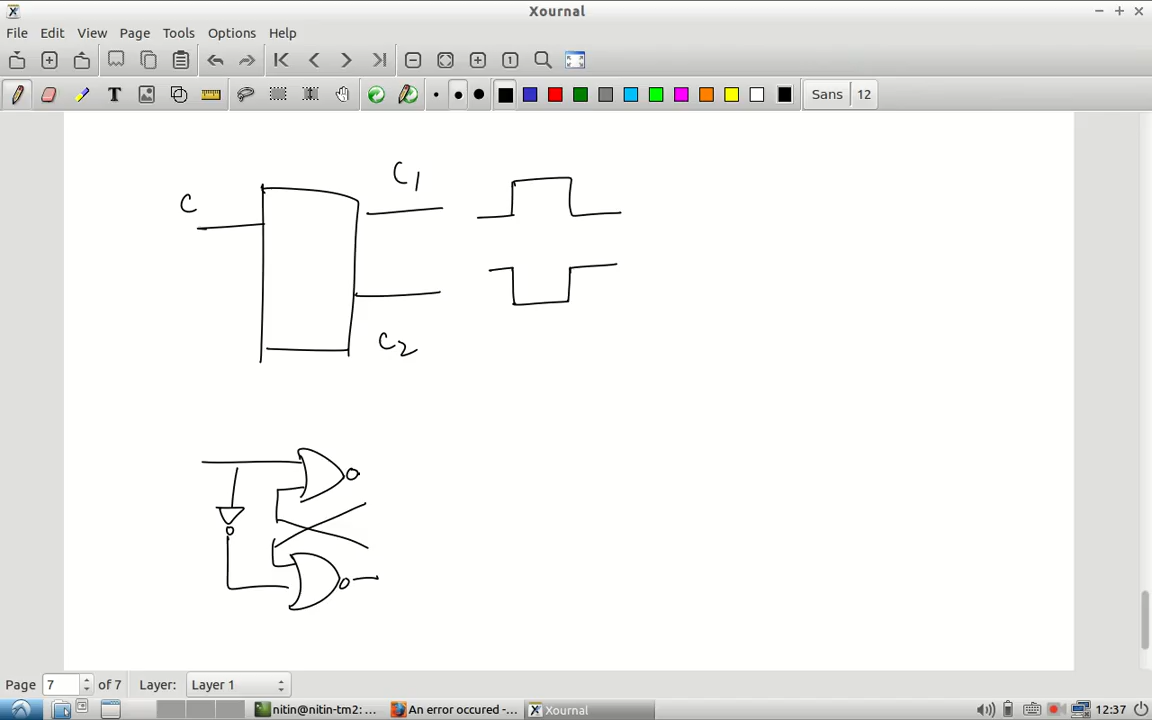 Xournal
File Edit View Page Tools Options Help
Sans 12
C
C1
C2
Page 7 of 7 Layer: Layer 1
nitin@nitin-tm2: ... An error occured -... Xournal 12:37